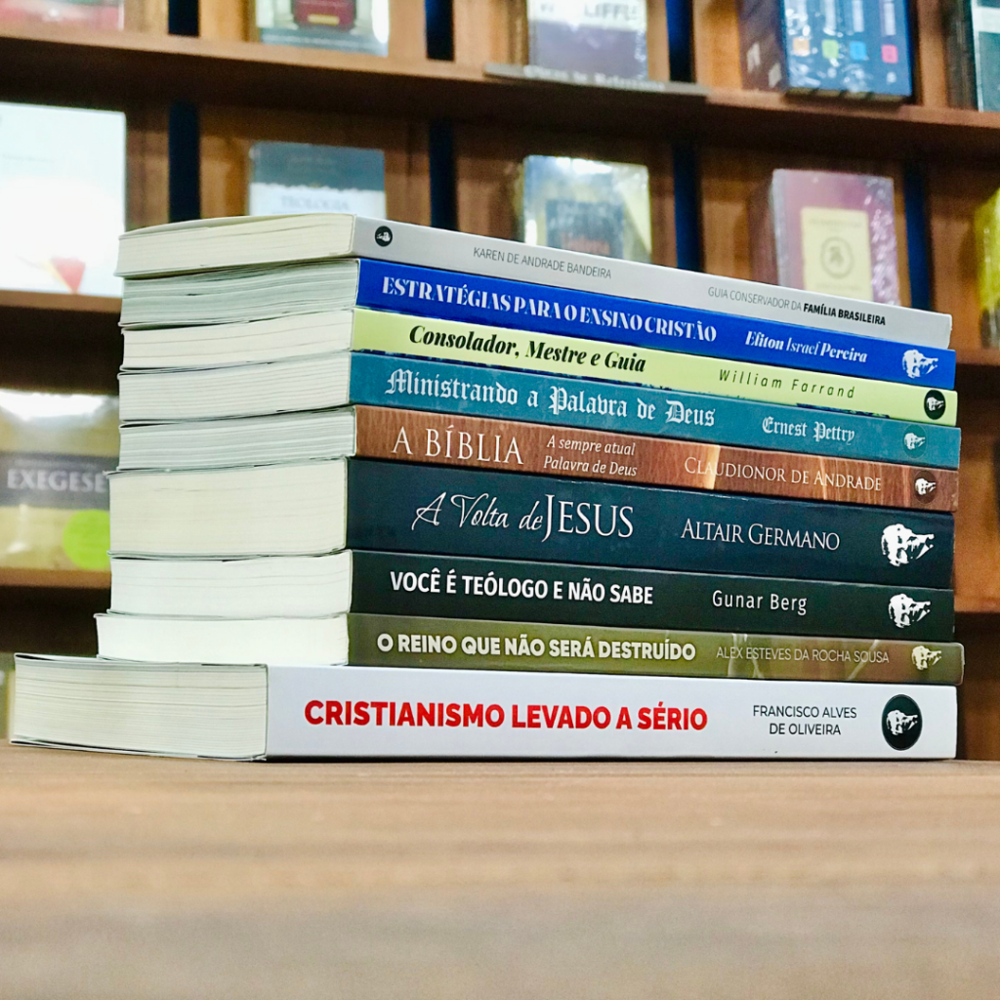 TEOLOGIA
EXEGESE
KAREN DE ANDRADE BANDEIRA
GUIA CONSERVADOR DA FAMÍLIA BRASILEIRA
ESTRATÉGIAS PARA O ENSINO CRISTÃO
Eliton Israel Pereira
Consolador, Mestre e Guia
William Farrand
Ministrando a Palavra de Deus
Ernest Pettry
A BÍBLIA
A sempre atual
Palavra de Deus
CLAUDIONOR DE ANDRADE
A Volta de JESUS
ALTAIR GERMANO
VOCÊ É TEÓLOGO E NÃO SABE
Gunar Berg
O REINO QUE NÃO SERÁ DESTRUÍDO
ALEX ESTEVES DA ROCHA SOUSA
CRISTIANISMO LEVADO A SÉRIO
FRANCISCO ALVES
DE OLIVEIRA